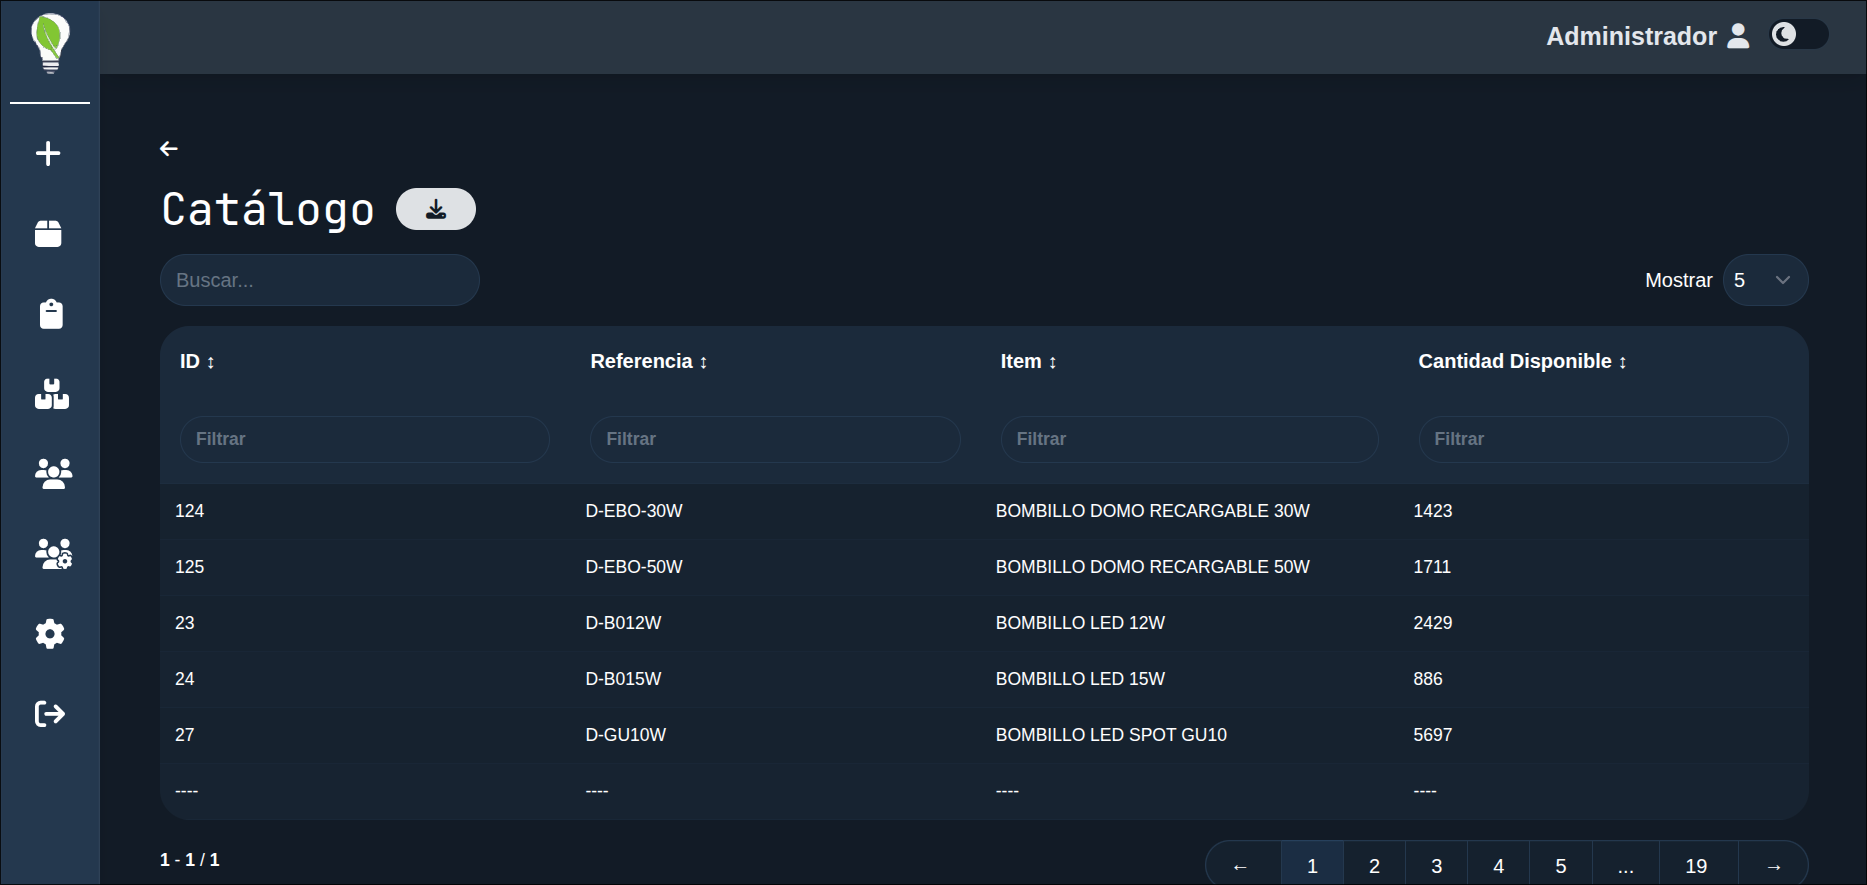 Administrador
←
Catálogo
Buscar...
Mostrar 5
ID ↕ Referencia ↕ Item ↕ Cantidad Disponible ↕
Filtrar Filtrar Filtrar Filtrar
124 D-EBO-30W BOMBILLO DOMO RECARGABLE 30W 1423
125 D-EBO-50W BOMBILLO DOMO RECARGABLE 50W 1711
23 D-B012W BOMBILLO LED 12W 2429
24 D-B015W BOMBILLO LED 15W 886
27 D-GU10W BOMBILLO LED SPOT GU10 5697
---- ---- ---- ----
1 - 1 / 1
← 1 2 3 4 5 ... 19 →